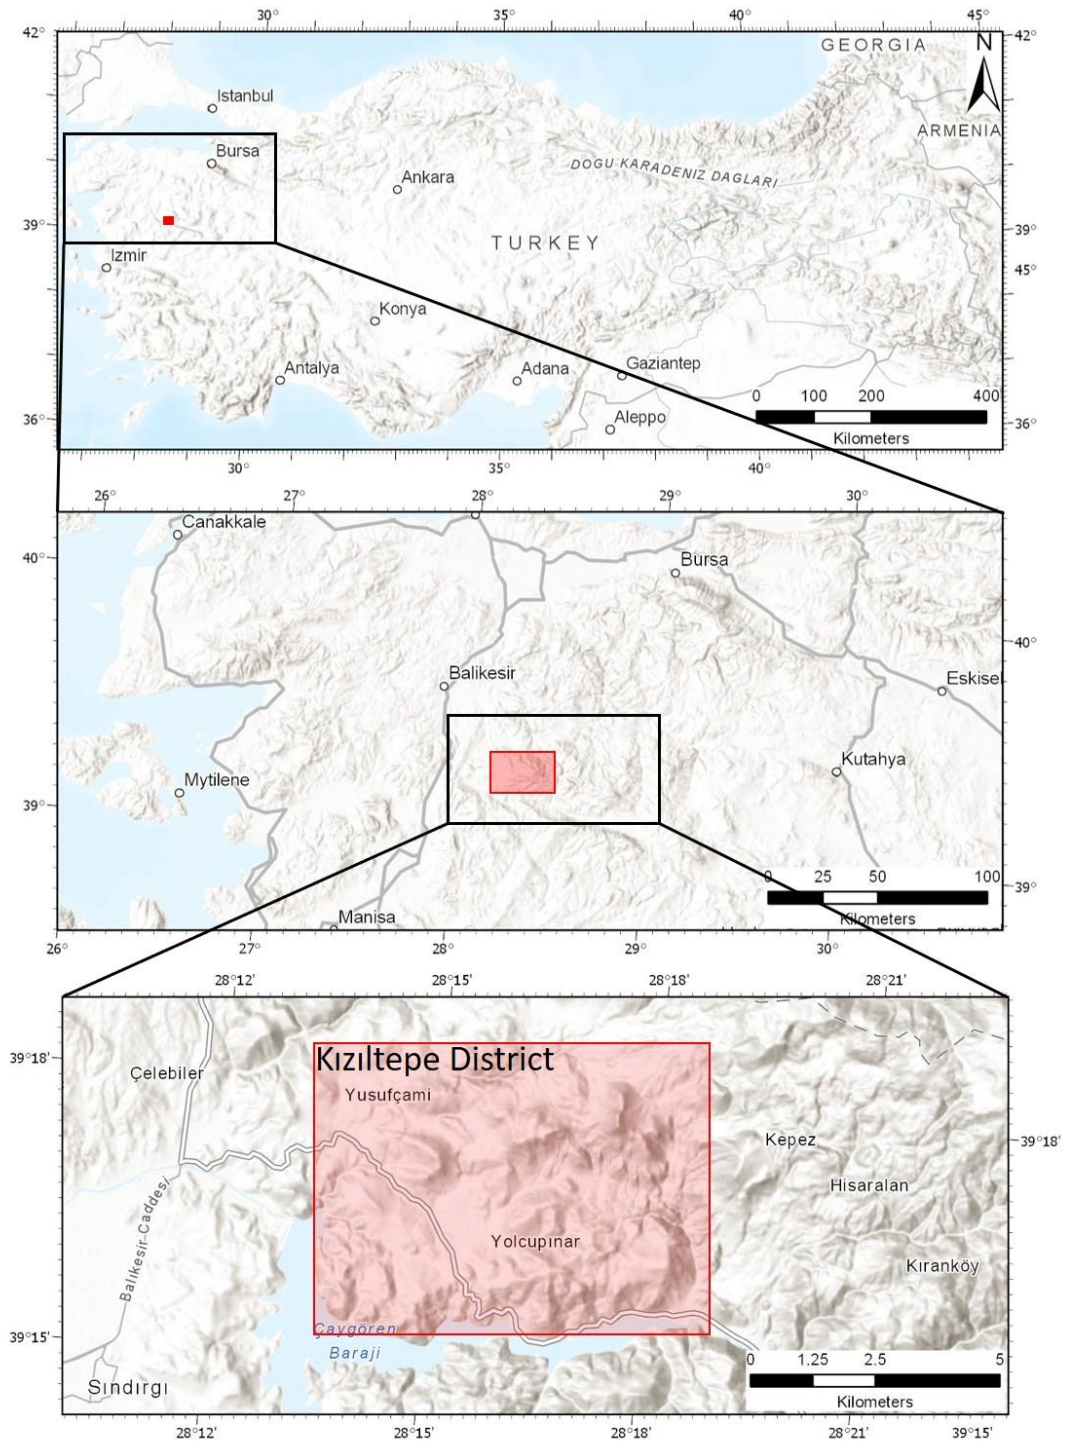 30° 35° 40° 45°
42° GEORGIA N 42°
Istanbul
ARMENIA
Bursa
DOGU KARADENIZ DAGLARI
Ankara
39° 39°
TURKEY
Izmir 45°
Konya
Antalya Adana Gaziantep
0 100 200 400
36° Aleppo 36°
Kilometers
30° 35° 40°
26° 27° 28° 29° 30°
Canakkale
40° Bursa
40°
Balikesir Eskisel
Kutahya
Mytilene
39°
0 25 50 100
39°
Manisa Kilometers
26° 27° 28° 29° 30°
28°12' 28°15' 28°18' 28°21'
39°18' Kızıltepe District
Çelebiler
Yusufçami
Kepez 39°18'
Hisaralan
Balıkesir Caddesi
Yolcupınar
Kıranköy
39°15' Çaygören
Baraji
0 1.25 2.5 5
Sındırgı
Kilometers
28°12' 28°15' 28°18' 28°21' 39°15'